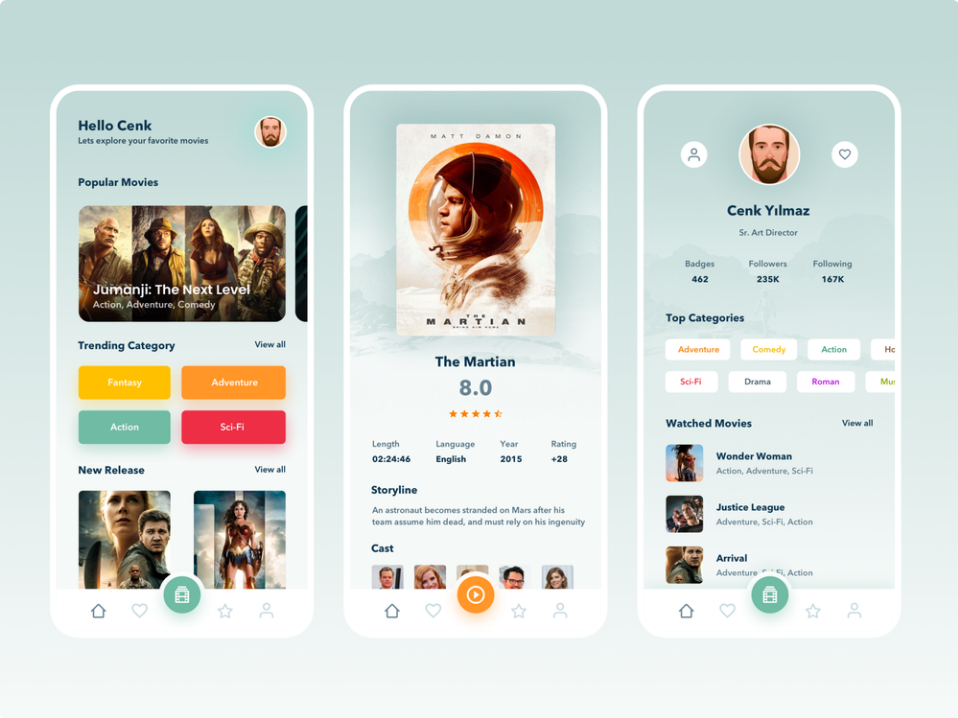 Hello Cenk
Lets explore your favorite movies
Popular Movies
Jumanji: The Next Level
Action, Adventure, Comedy
Trending Category
View all
Fantasy
Adventure
Action
Sci-Fi
New Release
View all
MATT DAMON
THE
MARTIAN
The Martian
8.0
Length
Language
Year
Rating
02:24:46
English
2015
+28
Storyline
An astronaut becomes stranded on Mars after his
team assume him dead, and must rely on his ingenuity
Cast
Cenk Yılmaz
Sr. Art Director
Badges
Followers
Following
462
235K
167K
Top Categories
Adventure
Comedy
Action
Ho
Sci-Fi
Drama
Roman
Mu
Watched Movies
View all
Wonder Woman
Action, Adventure, Sci-Fi
Justice League
Adventure, Sci-Fi, Action
Arrival
Adventure, Sci-Fi, Action